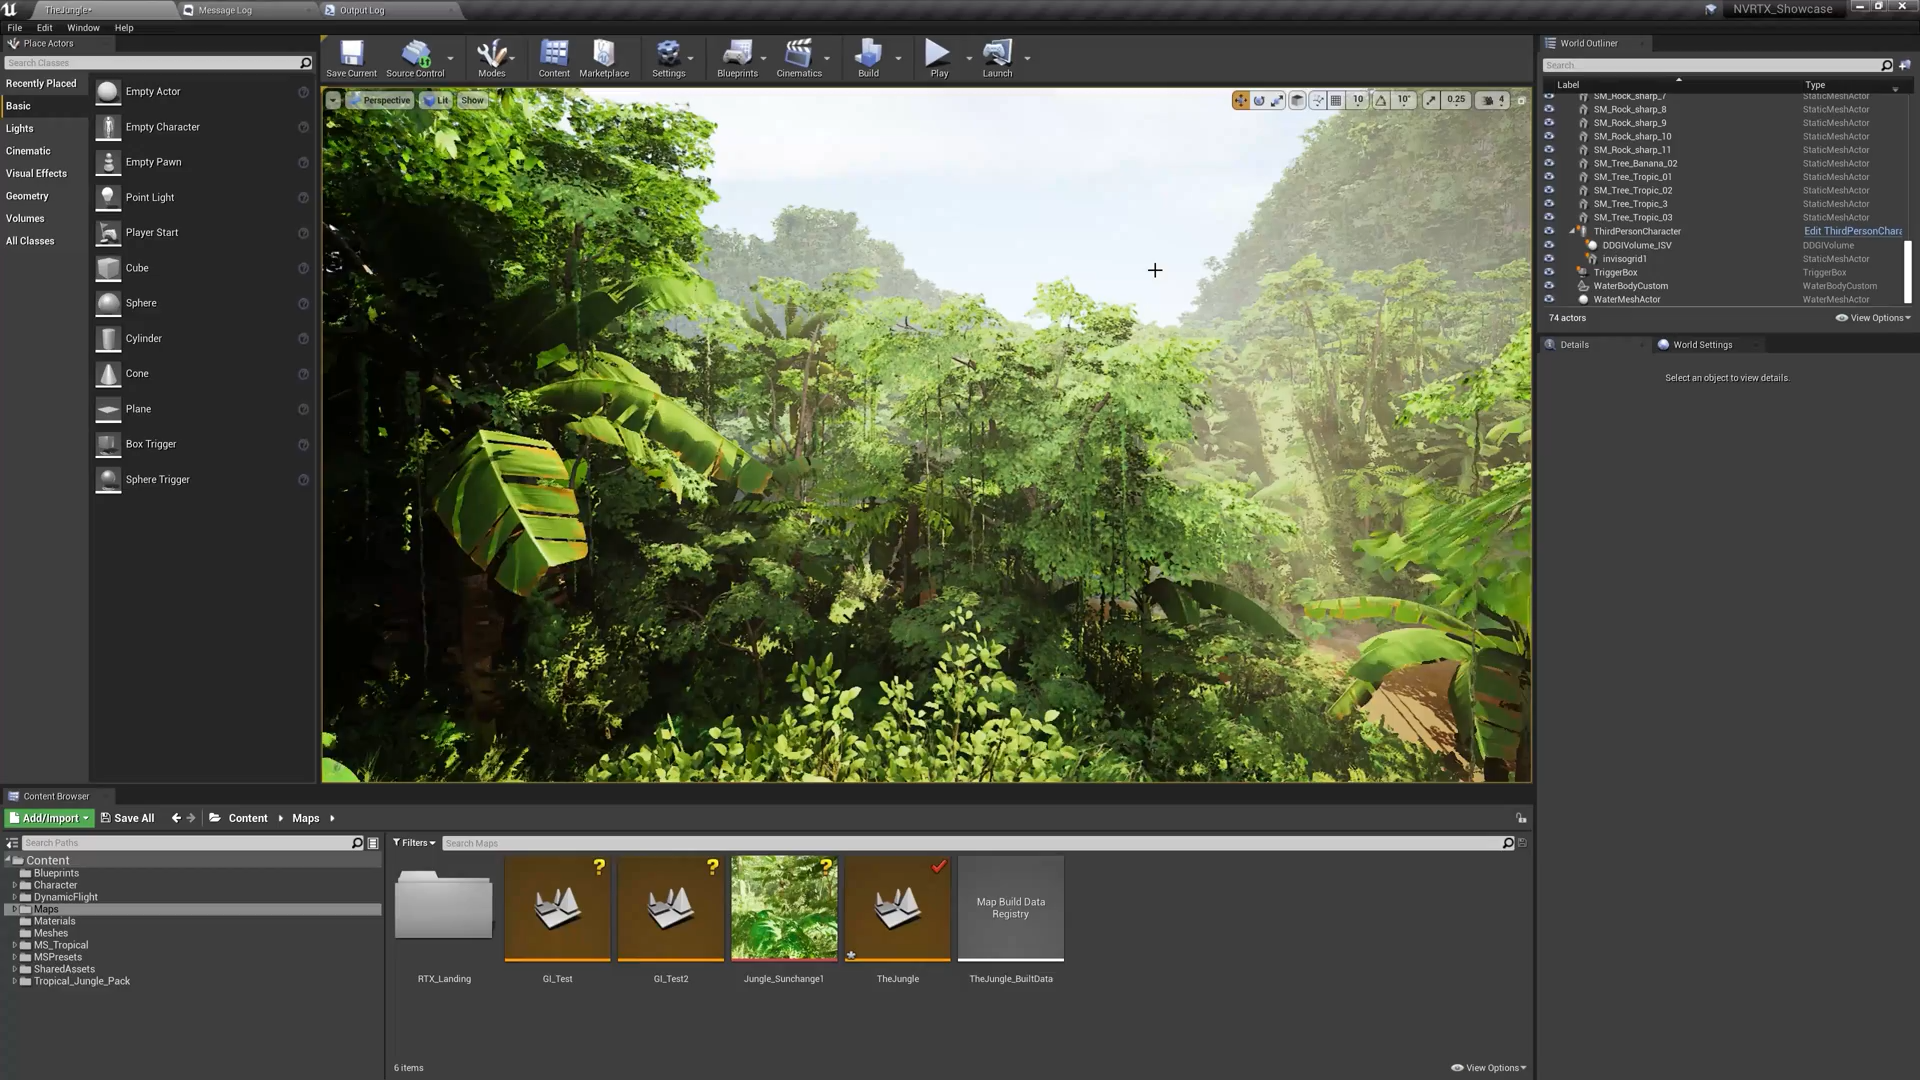 TheJungle*
Message Log
Output Log
NVRTX_Showcase
File
Edit
Window
Help
Place Actors
Search Classes
Recently Placed
Basic
Lights
Cinematic
Visual Effects
Geometry
Volumes
All Classes
Empty Actor
Empty Character
Empty Pawn
Point Light
Player Start
Cube
Sphere
Cylinder
Cone
Plane
Box Trigger
Sphere Trigger
Save Current
Source Control
Modes
Content
Marketplace
Settings
Blueprints
Cinematics
Build
Play
Launch
Perspective
Lit
Show
10
10°
0.25
4
World Outliner
Search...
Label
Type
SM_Rock_sharp_7 StaticMeshActor
SM_Rock_sharp_8 StaticMeshActor
SM_Rock_sharp_9 StaticMeshActor
SM_Rock_sharp_10 StaticMeshActor
SM_Rock_sharp_11 StaticMeshActor
SM_Tree_Banana_02 StaticMeshActor
SM_Tree_Tropic_01 StaticMeshActor
SM_Tree_Tropic_02 StaticMeshActor
SM_Tree_Tropic_3 StaticMeshActor
SM_Tree_Tropic_03 StaticMeshActor
ThirdPersonCharacter Edit ThirdPersonChara
DDGIVolume_ISV DDGIVolume
invisogrid1 StaticMeshActor
TriggerBox TriggerBox
WaterBodyCustom WaterBodyCustom
WaterMeshActor WaterMeshActor
74 actors
View Options
Details
World Settings
Select an object to view details.
Content Browser
Add/Import
Save All
Content
Maps
Search Paths
Content
Blueprints
Character
DynamicFlight
Maps
Materials
Meshes
MS_Tropical
MSPresets
SharedAssets
Tropical_Jungle_Pack
Filters
Search Maps
Map Build Data
Registry
RTX_Landing
GI_Test
GI_Test2
Jungle_Sunchange1
TheJungle
TheJungle_BuiltData
6 items
View Options